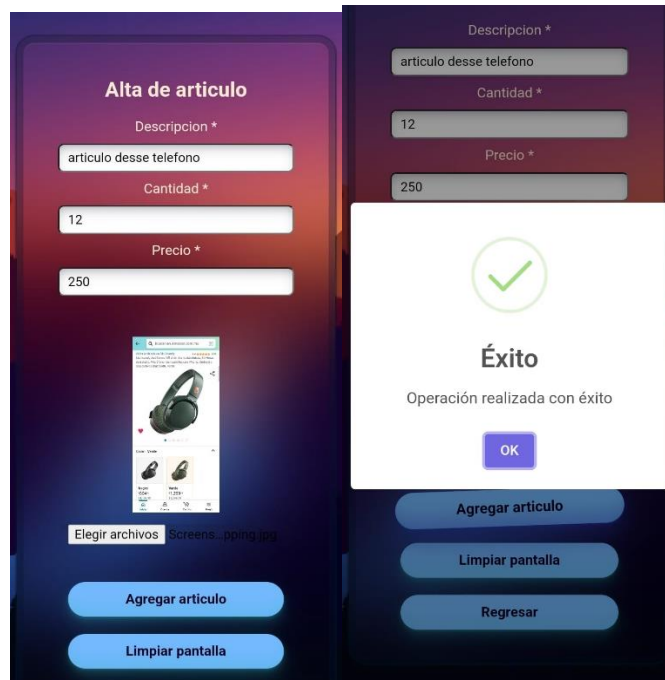 Alta de articulo
Descripcion *
articulo desse telefono
Cantidad *
12
Precio *
250
Elegir archivos Screens...pping.jpg
Agregar articulo
Limpiar pantalla
Descripcion *
articulo desse telefono
Cantidad *
12
Precio *
250
Éxito
Operación realizada con éxito
OK
Agregar articulo
Limpiar pantalla
Regresar